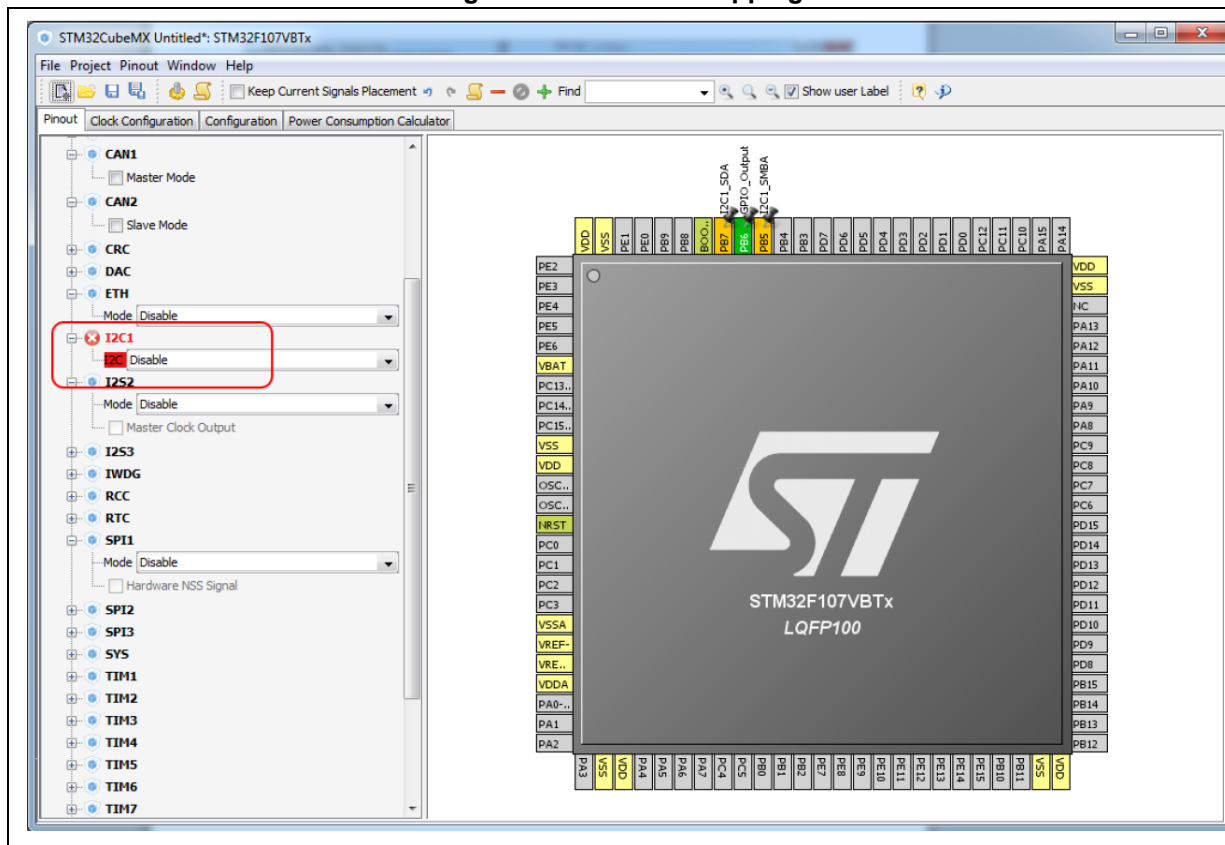 STM32CubeMX Untitled*: STM32F107VBTx
File Project Pinout Window Help
Keep Current Signals Placement
Find
Show user Label
Pinout Clock Configuration Configuration Power Consumption Calculator
CAN1
Master Mode
CAN2
Slave Mode
CRC
DAC
ETH
Mode Disable
I2C1
I2C Disable
I2S2
Mode Disable
Master Clock Output
I2S3
IWDG
RCC
RTC
SPI1
Mode Disable
Hardware NSS Signal
SPI2
SPI3
SYS
TIM1
TIM2
TIM3
TIM4
TIM5
TIM6
TIM7
I2C1_SDA
GPIO_Output
I2C1_SMBA
VDD
VSS
PE1
PE0
PB9
PB8
BOO..
PB7
PB6
PB5
PB4
PB3
PD7
PD6
PD5
PD4
PD3
PD2
PD1
PD0
PC12
PC11
PC10
PA15
PA14
PE2
PE3
PE4
PE5
PE6
VBAT
PC13..
PC14..
PC15..
VSS
VDD
OSC..
OSC..
NRST
PC0
PC1
PC2
PC3
VSSA
VREF-
VRE..
VDDA
PA0-..
PA1
PA2
ST
STM32F107VBTx
LQFP100
VDD
VSS
NC
PA13
PA12
PA11
PA10
PA9
PA8
PC9
PC8
PC7
PC6
PD15
PD14
PD13
PD12
PD11
PD10
PD9
PD8
PB15
PB14
PB13
PB12
PA3
VSS
VDD
PA4
PA5
PA6
PA7
PC4
PC5
PB0
PB1
PB2
PE7
PE8
PE9
PE10
PE11
PE12
PE13
PE14
PE15
PB10
PB11
VSS
VDD